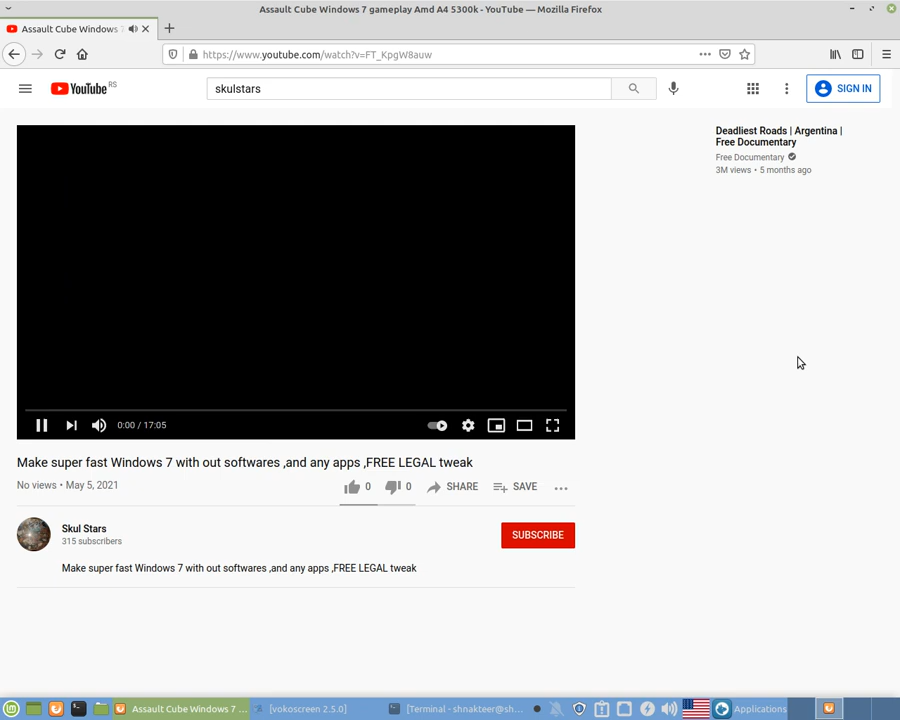 Assault Cube Windows 7 gameplay Amd A4 5300k - YouTube — Mozilla Firefox
Assault Cube Windows 7
https://www.youtube.com/watch?v=FT_KpgW8auw
YouTube RS
skulstars
SIGN IN
Deadliest Roads | Argentina |
Free Documentary
Free Documentary
3M views • 5 months ago
0:00 / 17:05
Make super fast Windows 7 with out softwares ,and any apps ,FREE LEGAL tweak
No views • May 5, 2021
0
0
SHARE
SAVE
Skul Stars
315 subscribers
SUBSCRIBE
Make super fast Windows 7 with out softwares ,and any apps ,FREE LEGAL tweak
Assault Cube Windows 7 ...
[vokoscreen 2.5.0]
[Terminal - shnakteer@sh...
Applications